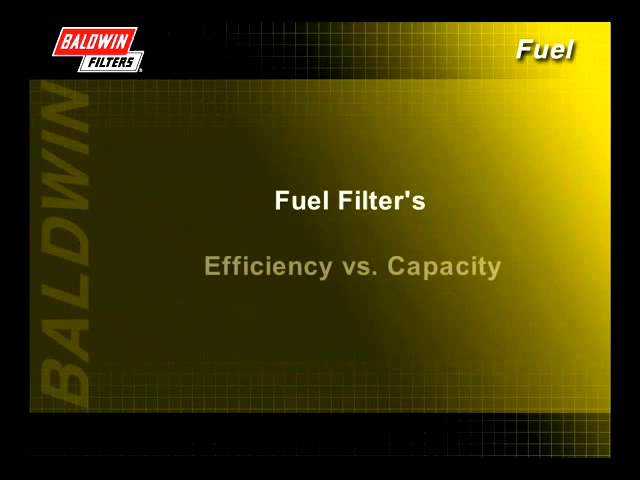 BALDWIN
FILTERS®
Fuel
BALDWIN
Fuel Filter's
Efficiency vs. Capacity